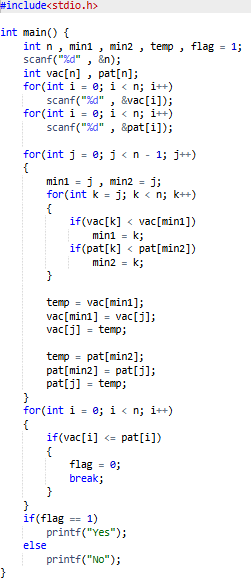 #include<stdio.h>
int main() {
    int n , min1 , min2 , temp , flag = 1;
    scanf("%d" , &n);
    int vac[n] , pat[n];
    for(int i = 0; i < n; i++)
        scanf("%d" , &vac[i]);
    for(int i = 0; i < n; i++)
        scanf("%d" , &pat[i]);
    for(int j = 0; j < n - 1; j++)
    {
        min1 = j , min2 = j;
        for(int k = j; k < n; k++)
        {
            if(vac[k] < vac[min1])
                min1 = k;
            if(pat[k] < pat[min2])
                min2 = k;
        }
        temp = vac[min1];
        vac[min1] = vac[j];
        vac[j] = temp;
        temp = pat[min2];
        pat[min2] = pat[j];
        pat[j] = temp;
    }
    for(int i = 0; i < n; i++)
    {
        if(vac[i] <= pat[i])
        {
            flag = 0;
            break;
        }
    }
    if(flag == 1)
        printf("Yes");
    else
        printf("No");
}